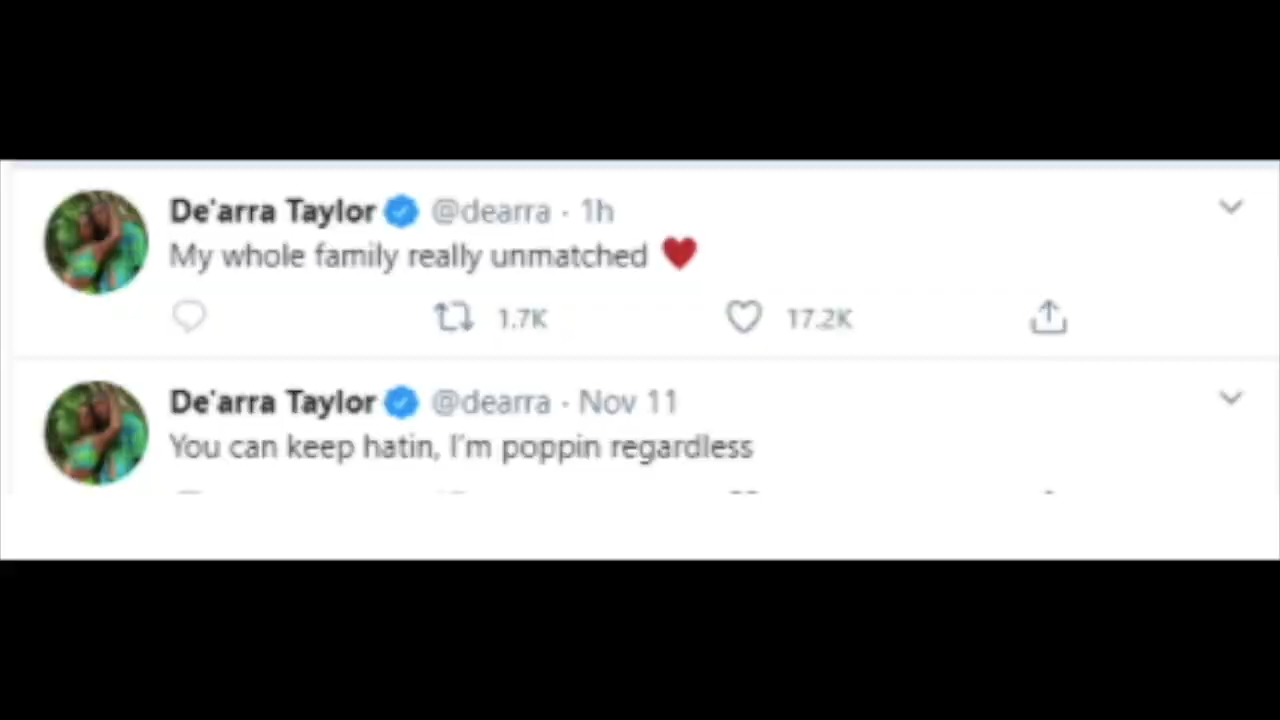 De'arra Taylor @dearra · 1h
My whole family really unmatched ❤
1.7K 17.2K
De'arra Taylor @dearra · Nov 11
You can keep hatin, I'm poppin regardless